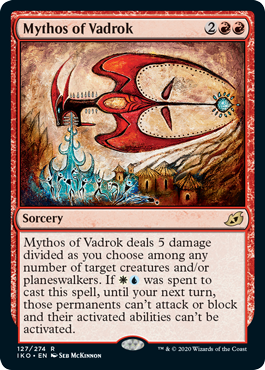 Mythos of Vadrok 2
Sorcery
Mythos of Vadrok deals 5 damage
divided as you choose among any
number of target creatures and/or
planeswalkers. If was spent to
cast this spell, until your next turn,
those permanents can't attack or block
and their activated abilities can't be
activated.
127/274 R
IKO • EN Seb McKinnon
™ & © 2020 Wizards of the Coast